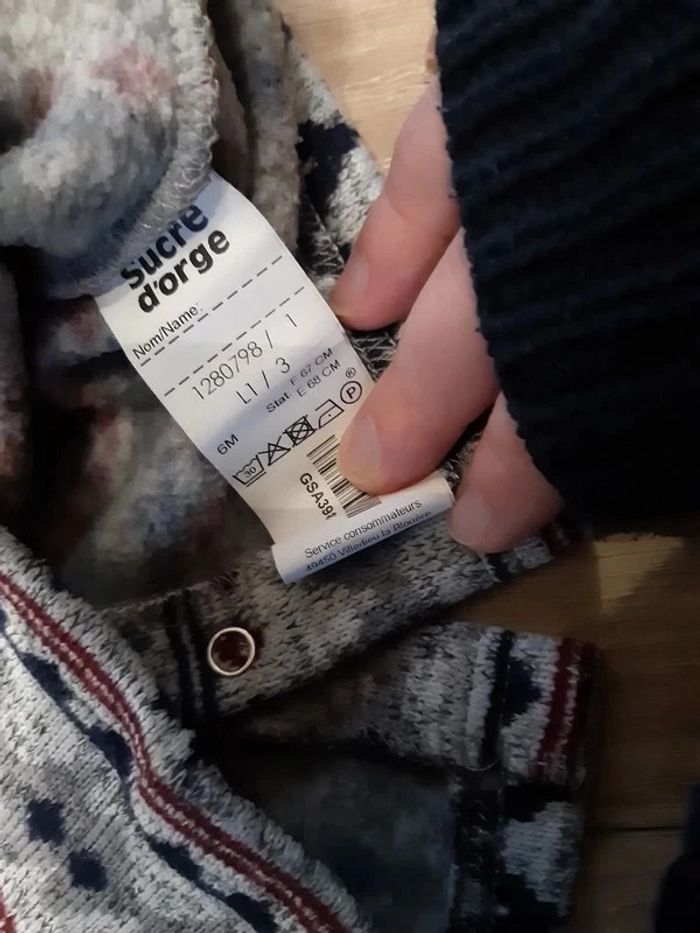 sucre
d'orge
Nom/Name:
1280798 / 1
L1 / 3
Stat. F 67 CM
E 68 CM
6M
30
P
®
GSA39
Service consommateurs
49450 Villedieu la Blouère